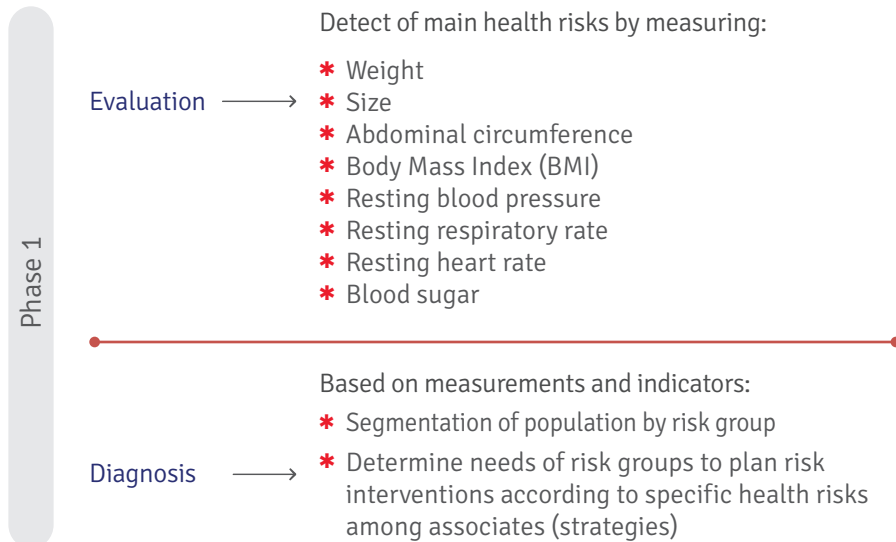 Phase 1
Detect of main health risks by measuring:
Evaluation
* Weight
* Size
* Abdominal circumference
* Body Mass Index (BMI)
* Resting blood pressure
* Resting respiratory rate
* Resting heart rate
* Blood sugar
Based on measurements and indicators:
* Segmentation of population by risk group
Diagnosis
* Determine needs of risk groups to plan risk
interventions according to specific health risks
among associates (strategies)